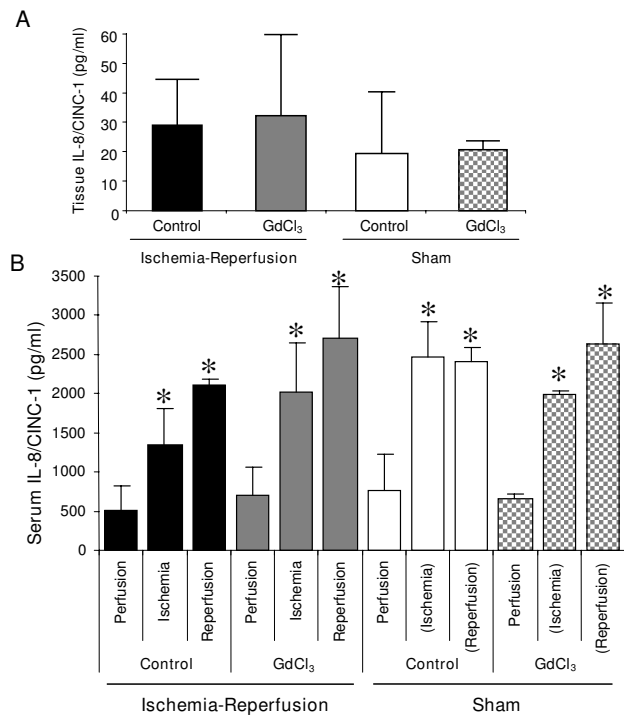 A
Tissue IL-8/CINC-1 (pg/ml)
60
50
40
30
20
10
0
Control GdCl₃ Control GdCl₃
Ischemia-Reperfusion Sham
B
Serum IL-8/CINC-1 (pg/ml)
3500
3000
2500
2000
1500
1000
500
0
* * * * * * * *
Perfusion Ischemia Reperfusion Perfusion Ischemia Reperfusion Perfusion (Ischemia) (Reperfusion) Perfusion (Ischemia) (Reperfusion)
Control GdCl₃ Control GdCl₃
Ischemia-Reperfusion Sham